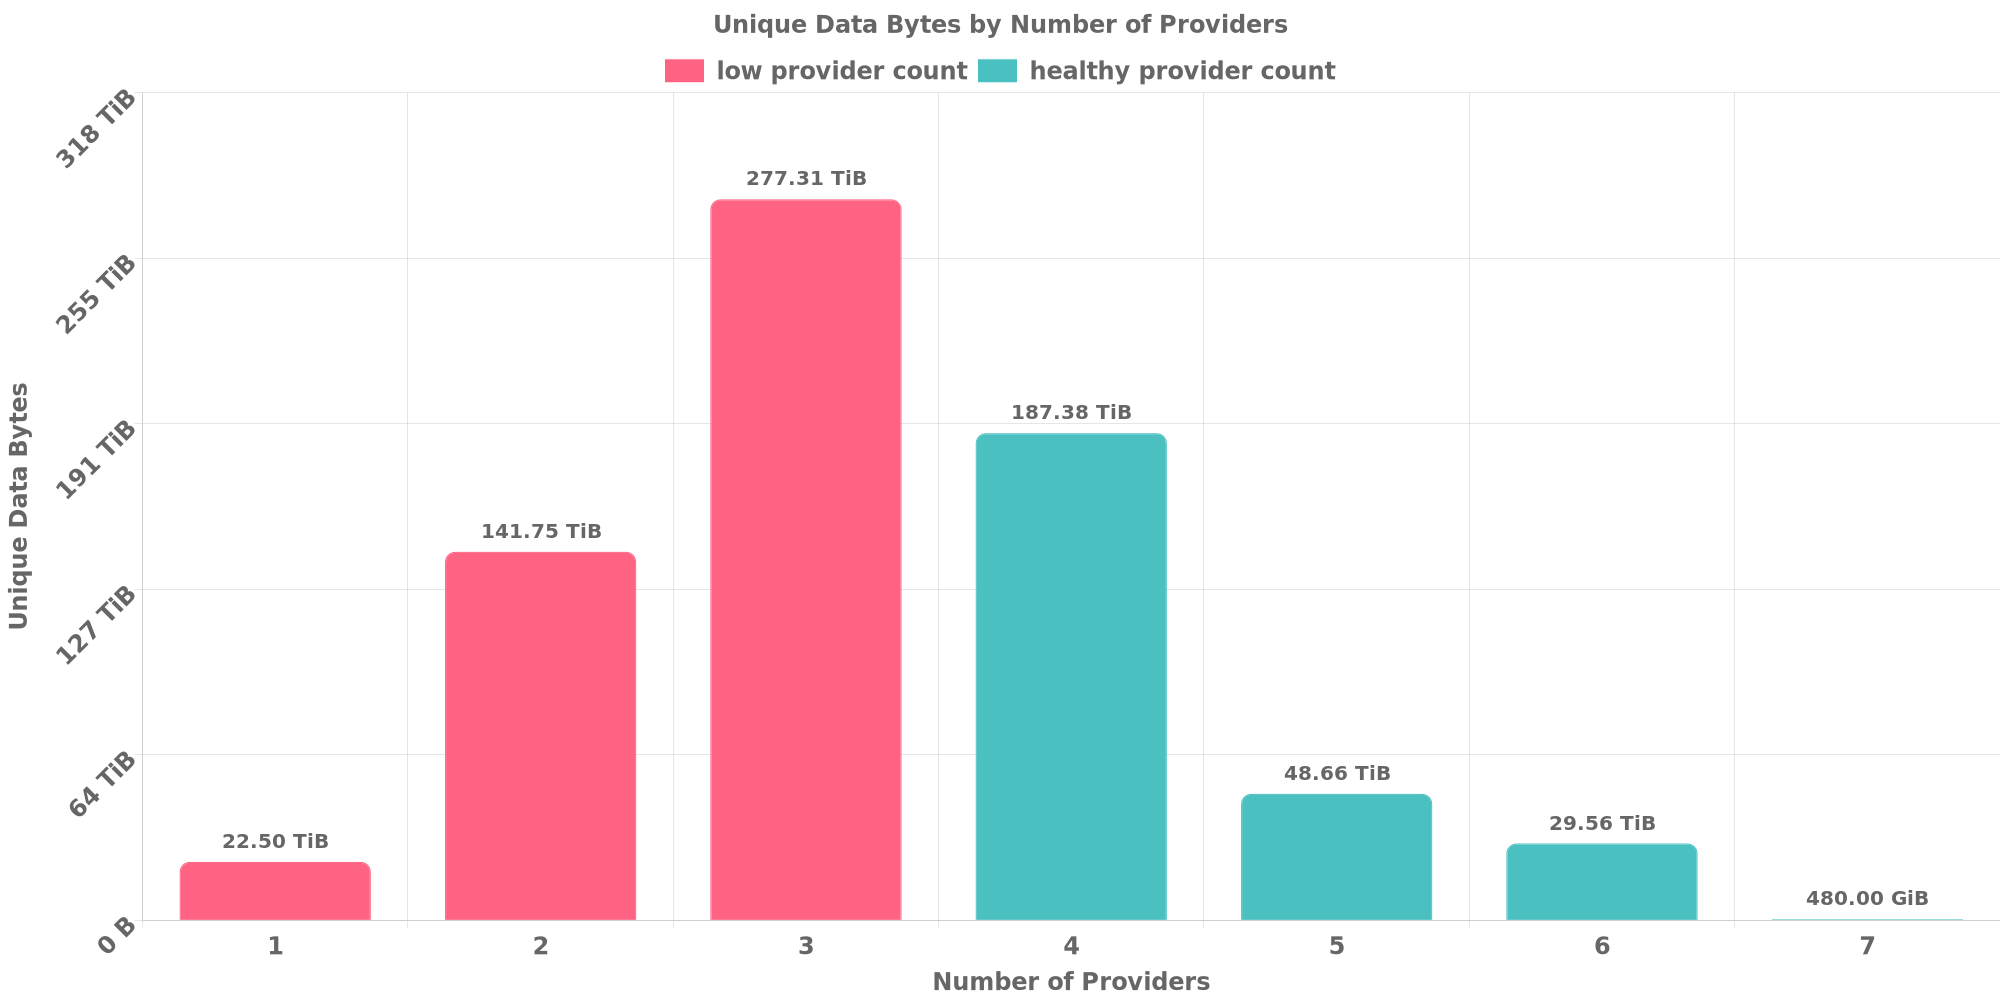 Unique Data Bytes by Number of Providers
low provider count healthy provider count
318 TiB
255 TiB
191 TiB
127 TiB
64 TiB
0 B
Unique Data Bytes
22.50 TiB
141.75 TiB
277.31 TiB
187.38 TiB
48.66 TiB
29.56 TiB
480.00 GiB
1 2 3 4 5 6 7
Number of Providers